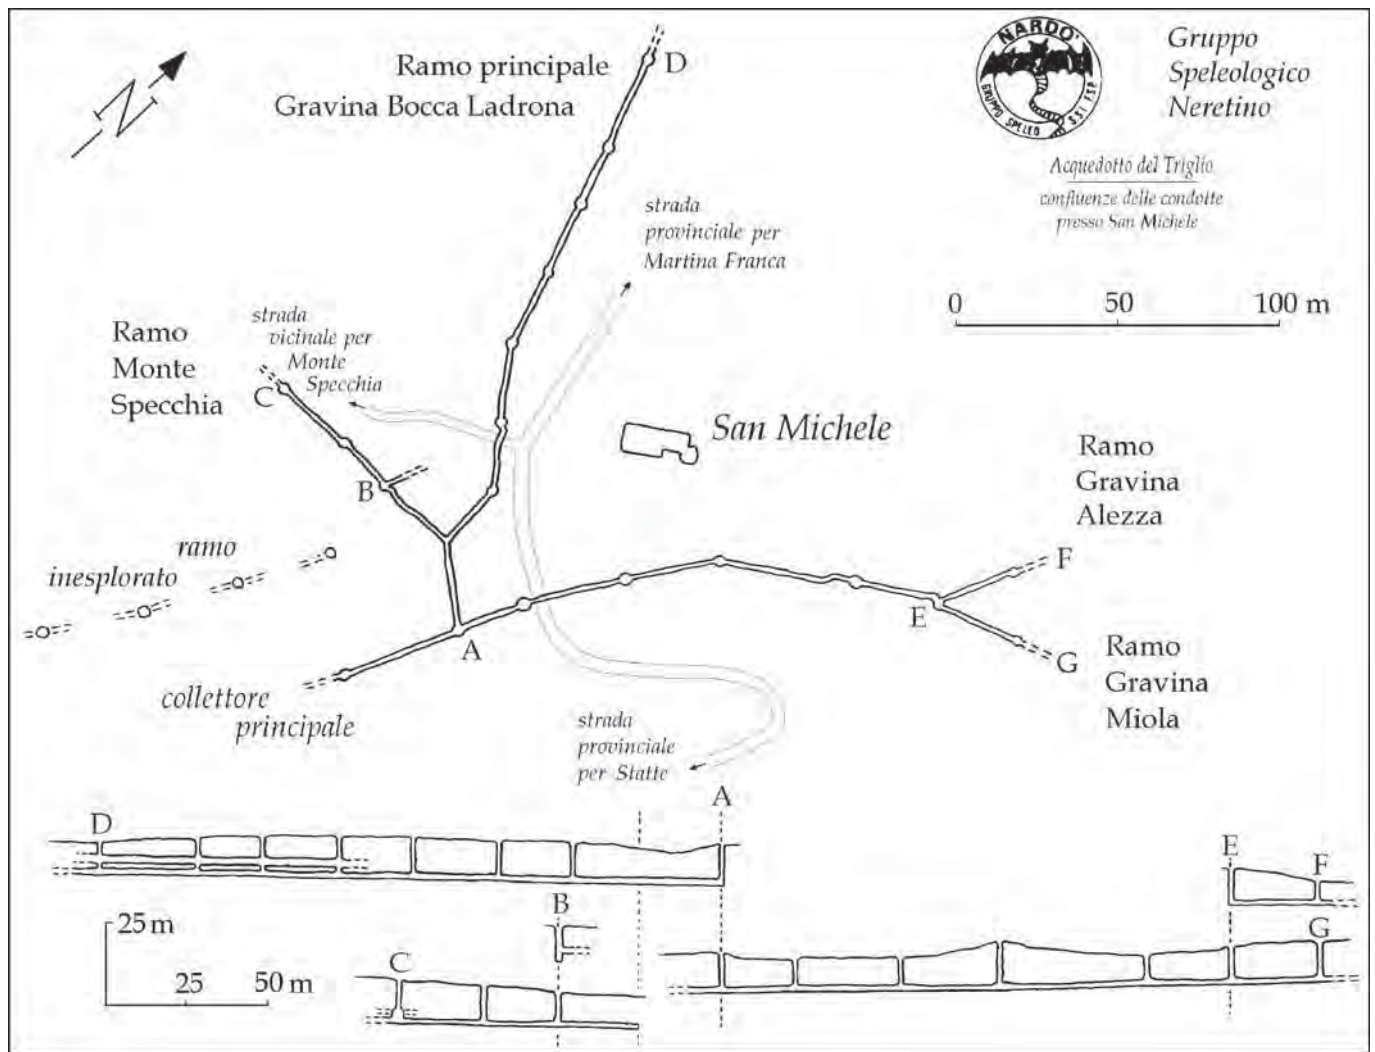 N
Ramo principale
Gravina Bocca Ladrona
D
NARDO'
GRUPPO SPELEO S.S.I. F.S.P.
Gruppo
Speleologico
Neretino
Acquedotto del Triglio
confluenze delle condotte
presso San Michele
0 50 100 m
strada
provinciale per
Martina Franca
strada
vicinale per
Monte
Specchia
Ramo
Monte
Specchia
C
B
San Michele
Ramo
Gravina
Alezza
ramo
inesplorato
F
E
A
G
collettore
principale
Ramo
Gravina
Miola
strada
provinciale
per Statte
D
A
E
F
B
25 m
C
25 50 m
G